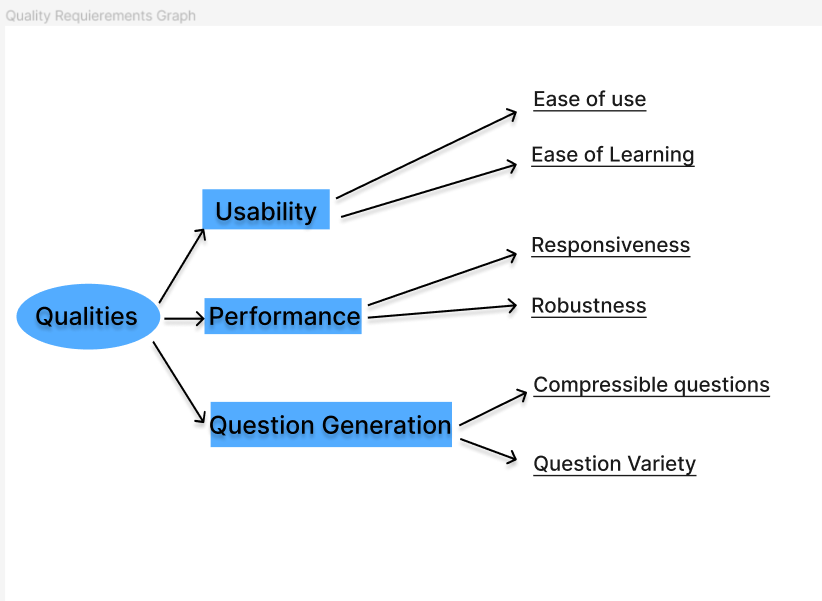 Quality Requierements Graph
Ease of use
Ease of Learning
Usability
Responsiveness
Qualities
Performance
Robustness
Compressible questions
Question Generation
Question Variety